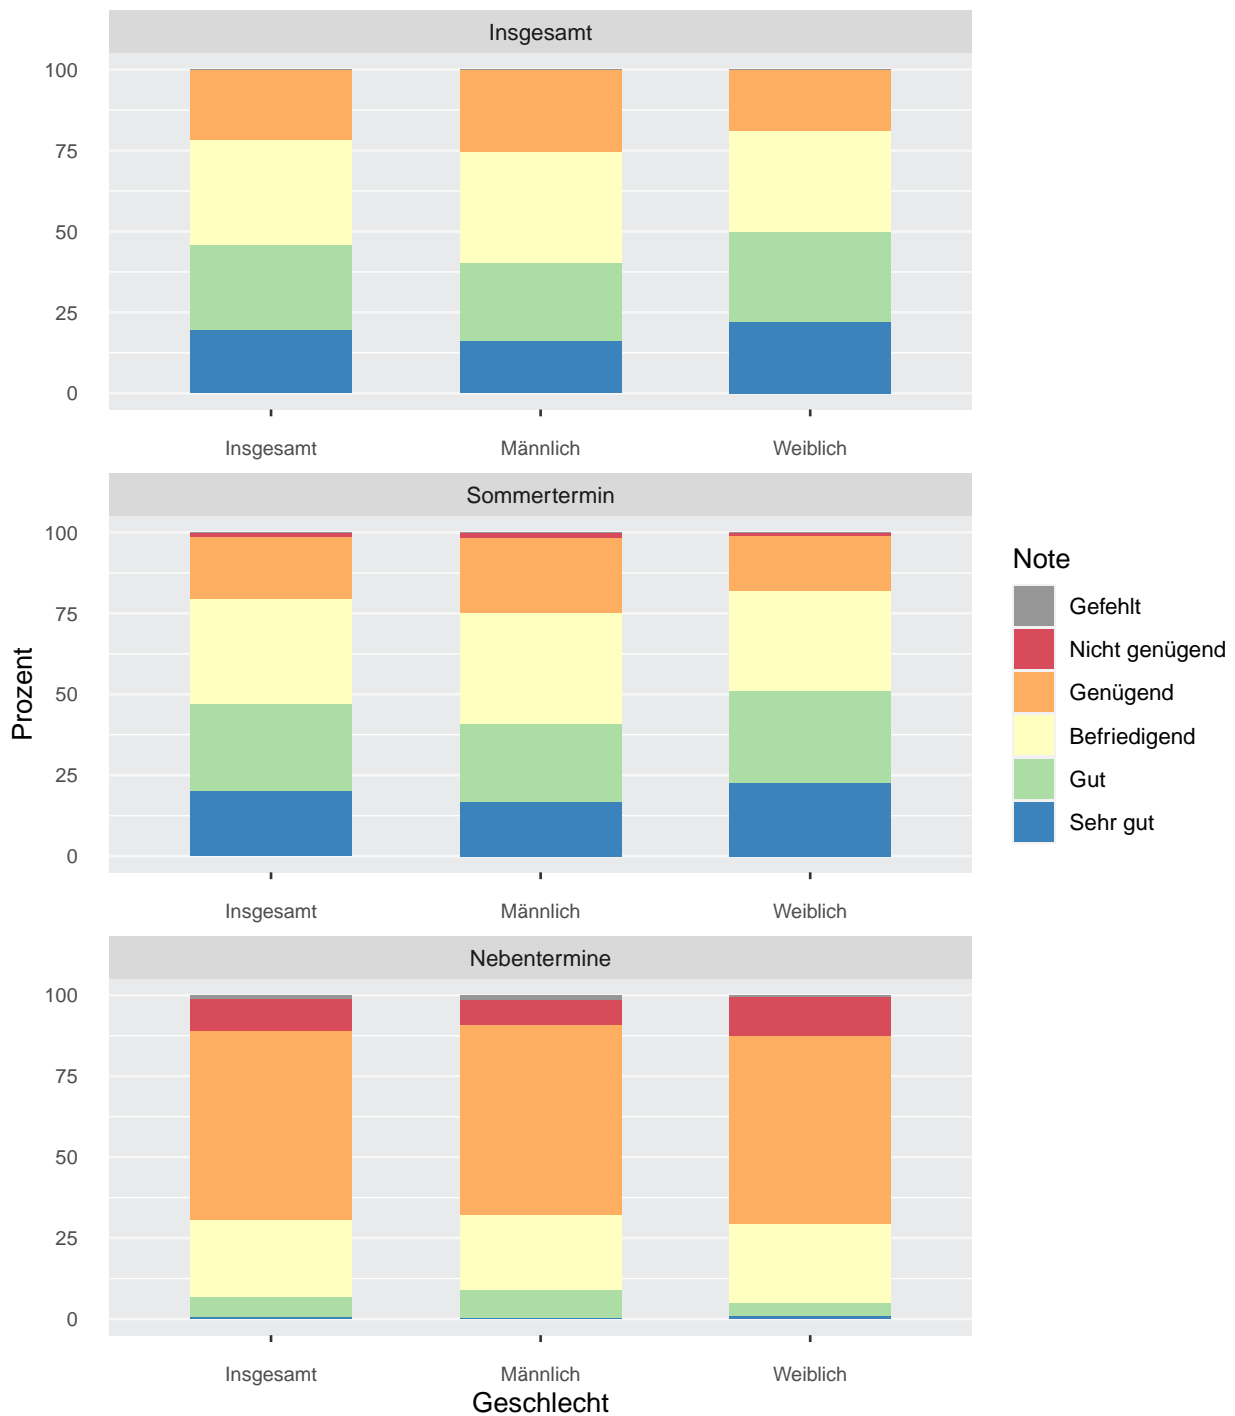 Insgesamt
100
75
50
25
0
Insgesamt Männlich Weiblich
Sommertermin
100
75
50
25
0
Insgesamt Männlich Weiblich
Nebentermine
100
75
50
25
0
Insgesamt Männlich Weiblich
Geschlecht
Prozent
Note
Gefehlt
Nicht genügend
Genügend
Befriedigend
Gut
Sehr gut